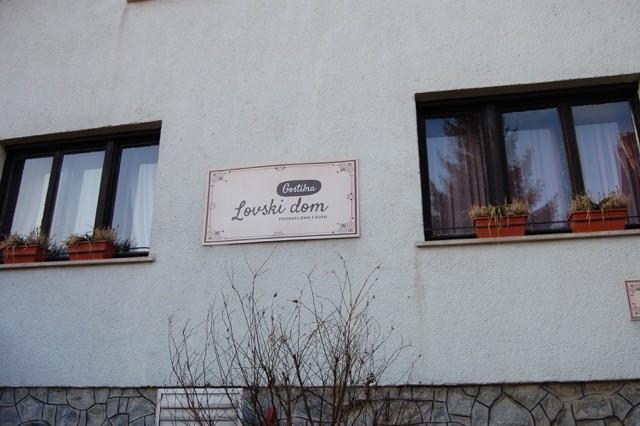 Gostilna
Lovski dom
PRIPRAVLJENO Z DUŠO